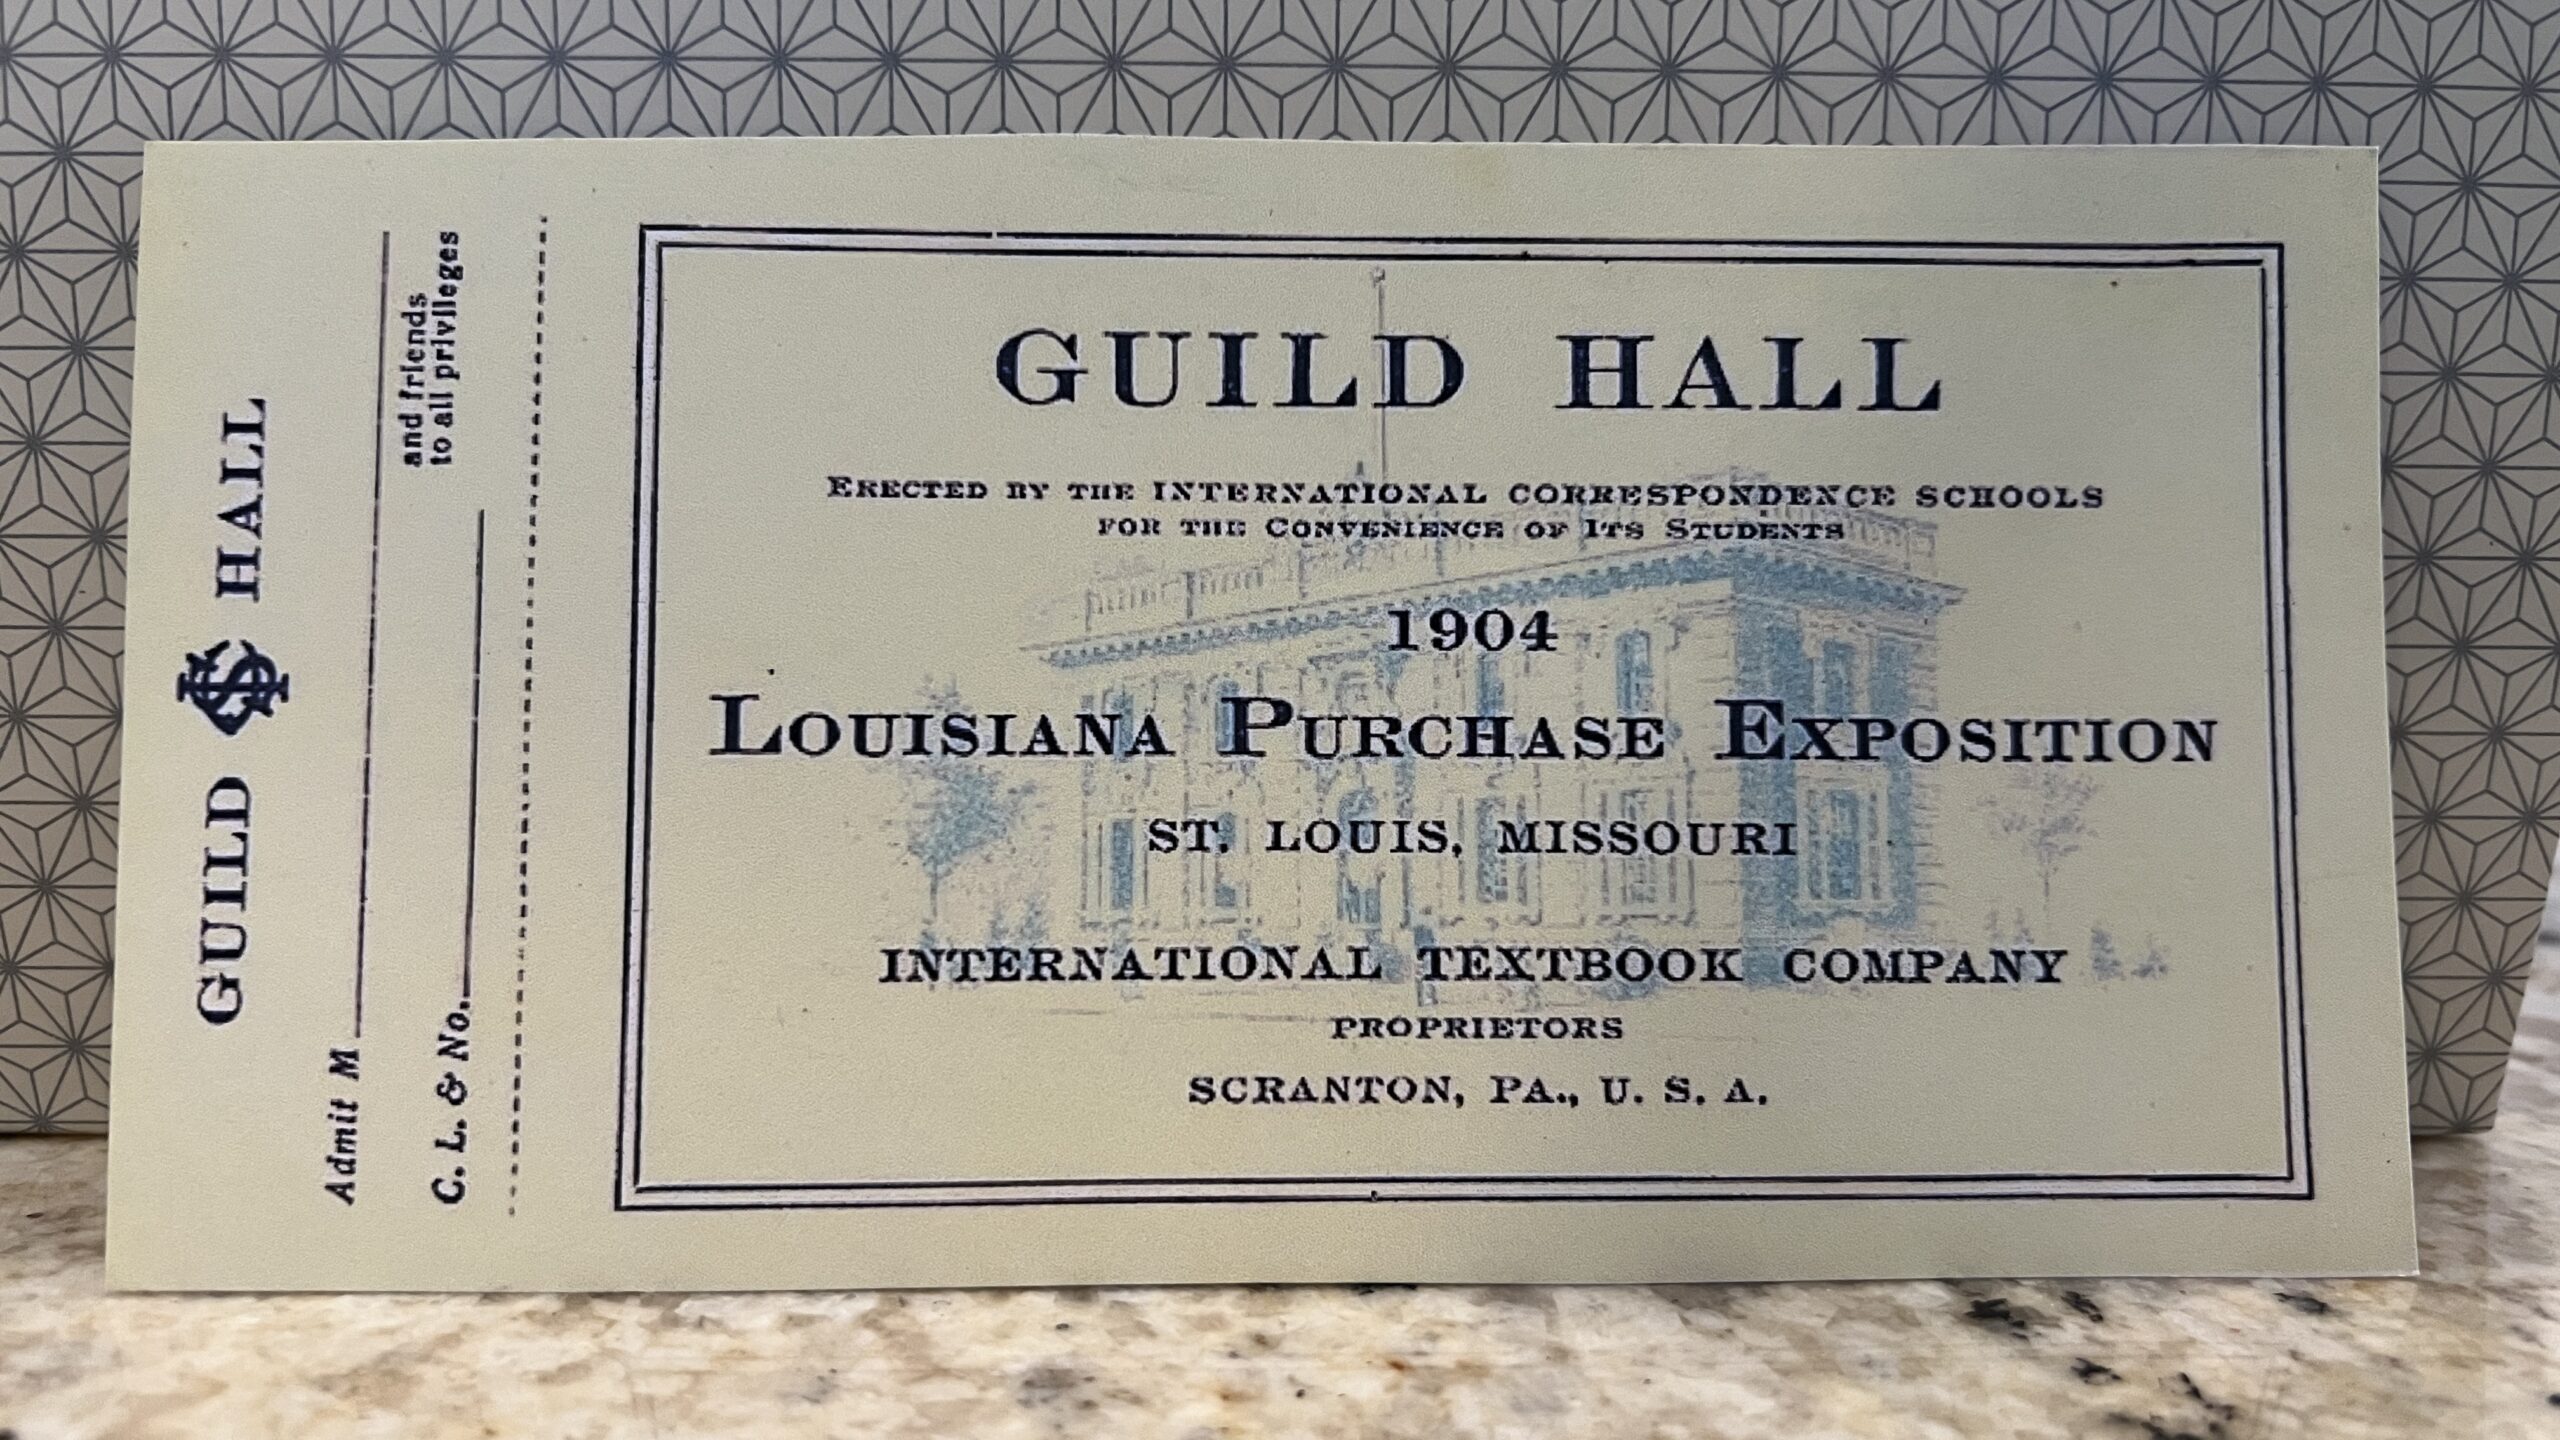 GUILD HALL
Admit M
and friends
to all privileges
C. L. & No.
GUILD HALL
ERECTED BY THE INTERNATIONAL CORRESPONDENCE SCHOOLS
FOR THE CONVENIENCE OF ITS STUDENTS
1904
LOUISIANA PURCHASE EXPOSITION
ST. LOUIS, MISSOURI
INTERNATIONAL TEXTBOOK COMPANY
PROPRIETORS
SCRANTON, PA., U. S. A.